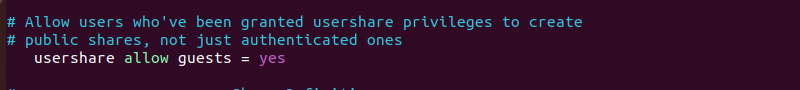 # Allow users who've been granted usershare privileges to create
# public shares, not just authenticated ones
usershare allow guests = yes